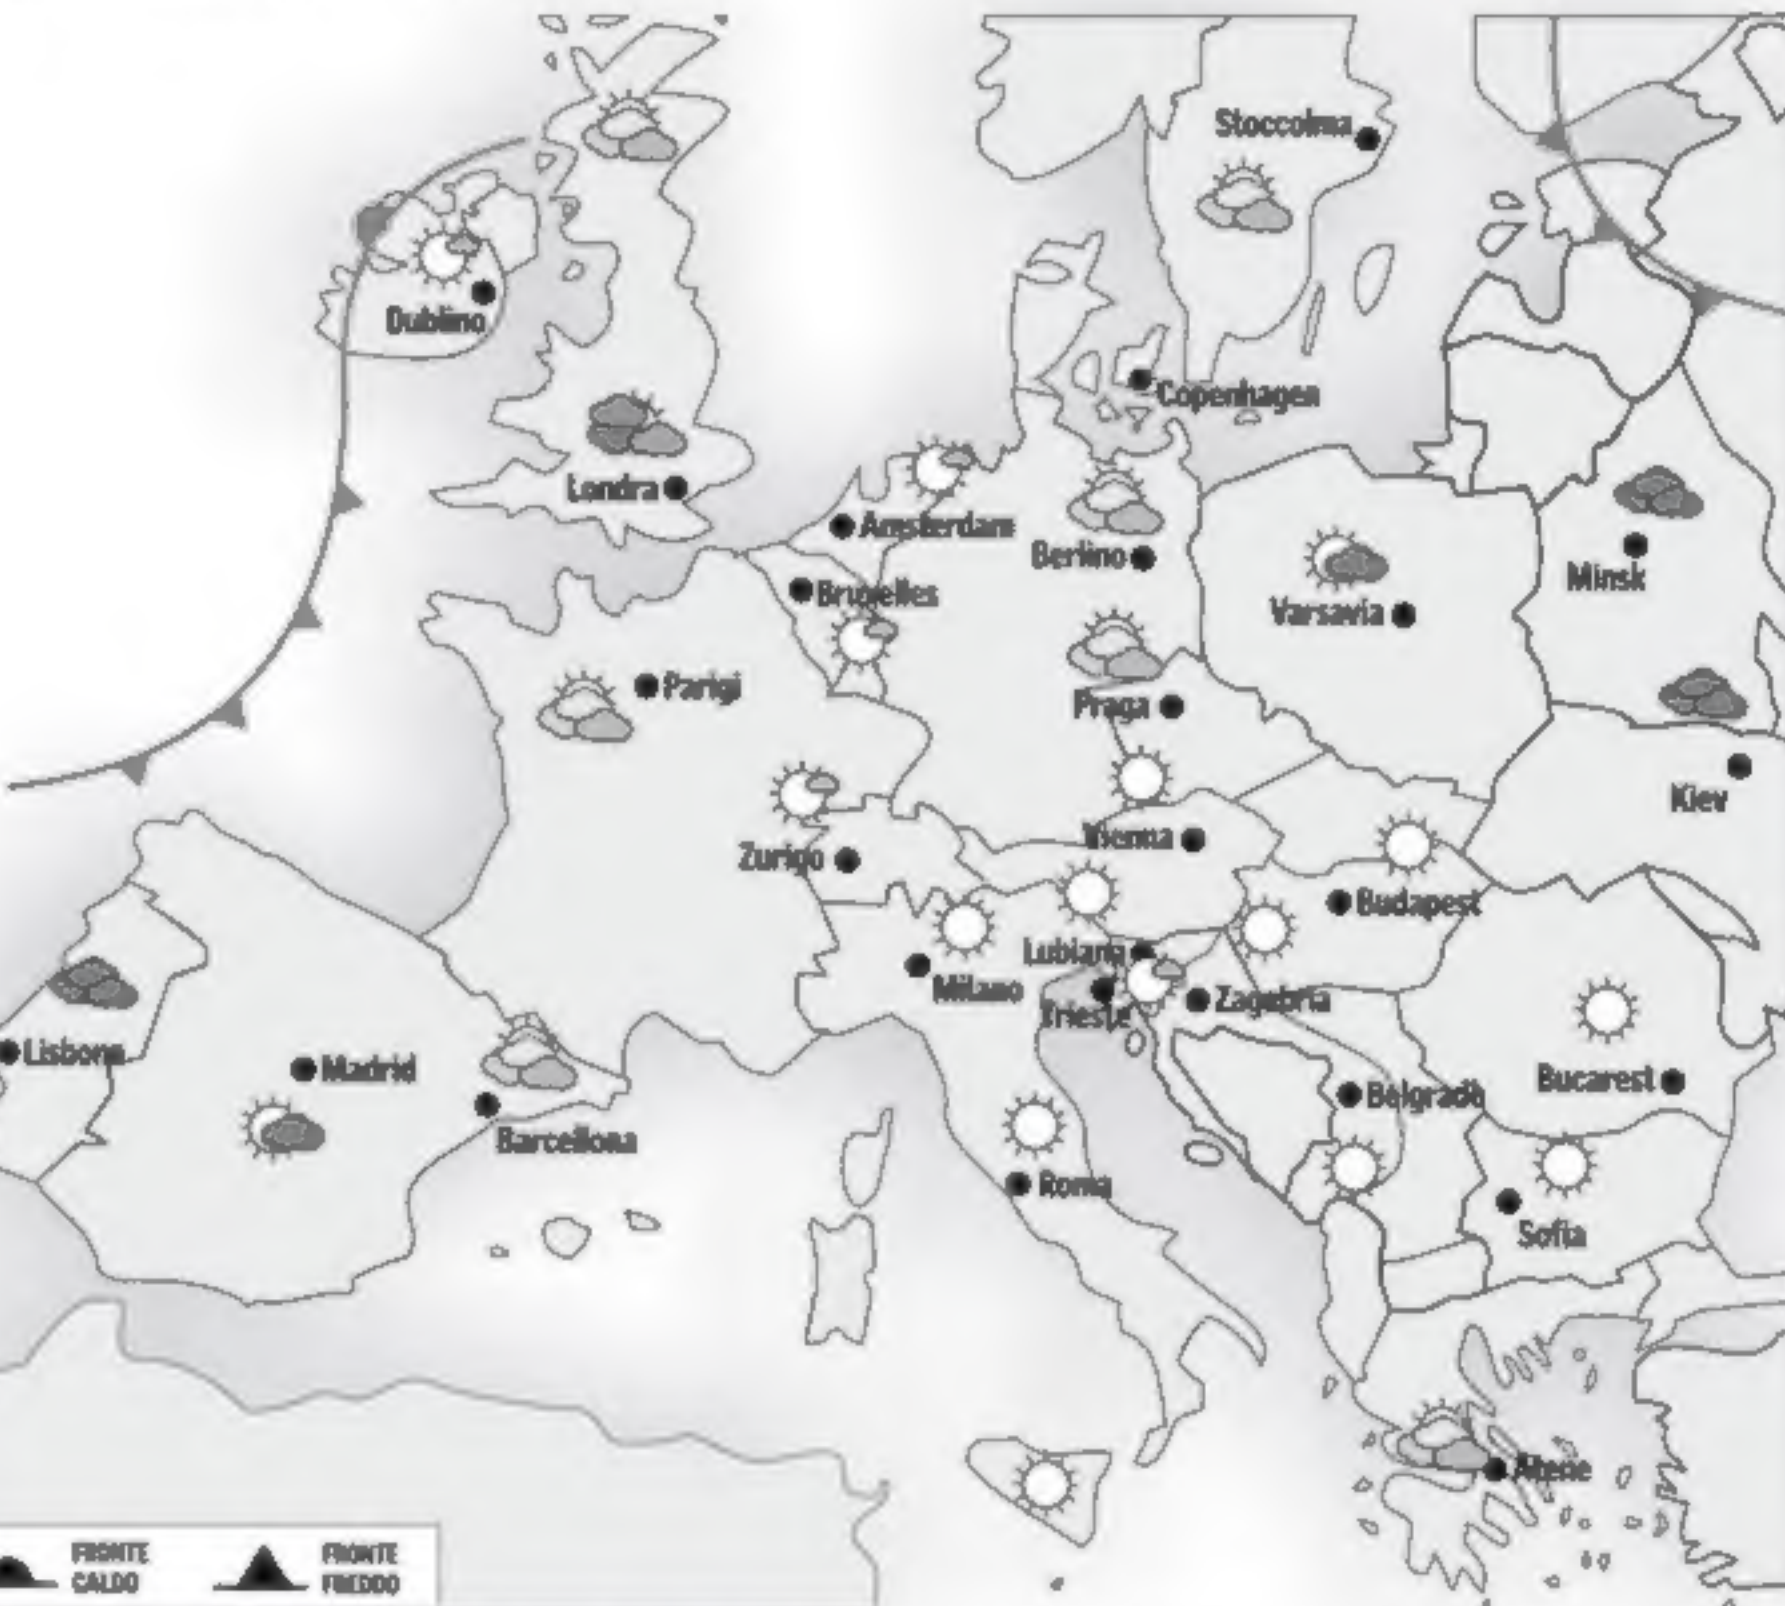 Stoccolma
Dublino
Copenhagen
Londra
Amsterdam
Berlino
Minsk
Bruxelles
Varsavia
Parigi
Praga
Kiev
Vienna
Zurigo
Budapest
Lubiana
Milano
Zagabria
Trieste
Lisbona
Madrid
Belgrado
Bucarest
Barcellona
Roma
Sofia
Atene
FRONTE
CALDO
FRONTE
FREDDO